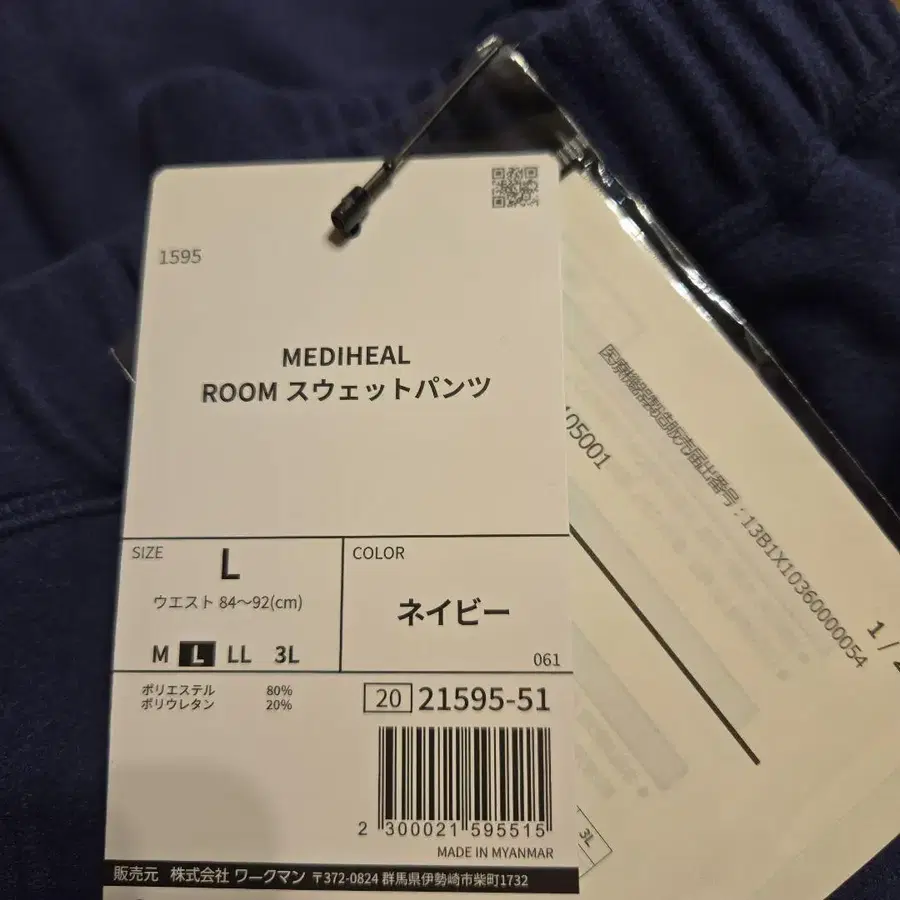 1595
MEDIHEAL
ROOM スウェットパンツ
SIZE
L
ウエスト 84～92(cm)
M L LL 3L
COLOR
ネイビー
061
ポリエステル 80%
ポリウレタン 20%
20 21595-51
2 300021 595515
MADE IN MYANMAR
販売元 株式会社 ワークマン 〒372-0824 群馬県伊勢崎市柴町1732
医療機器製造販売届出番号：13B1X10360000054
05001
1 /
3L